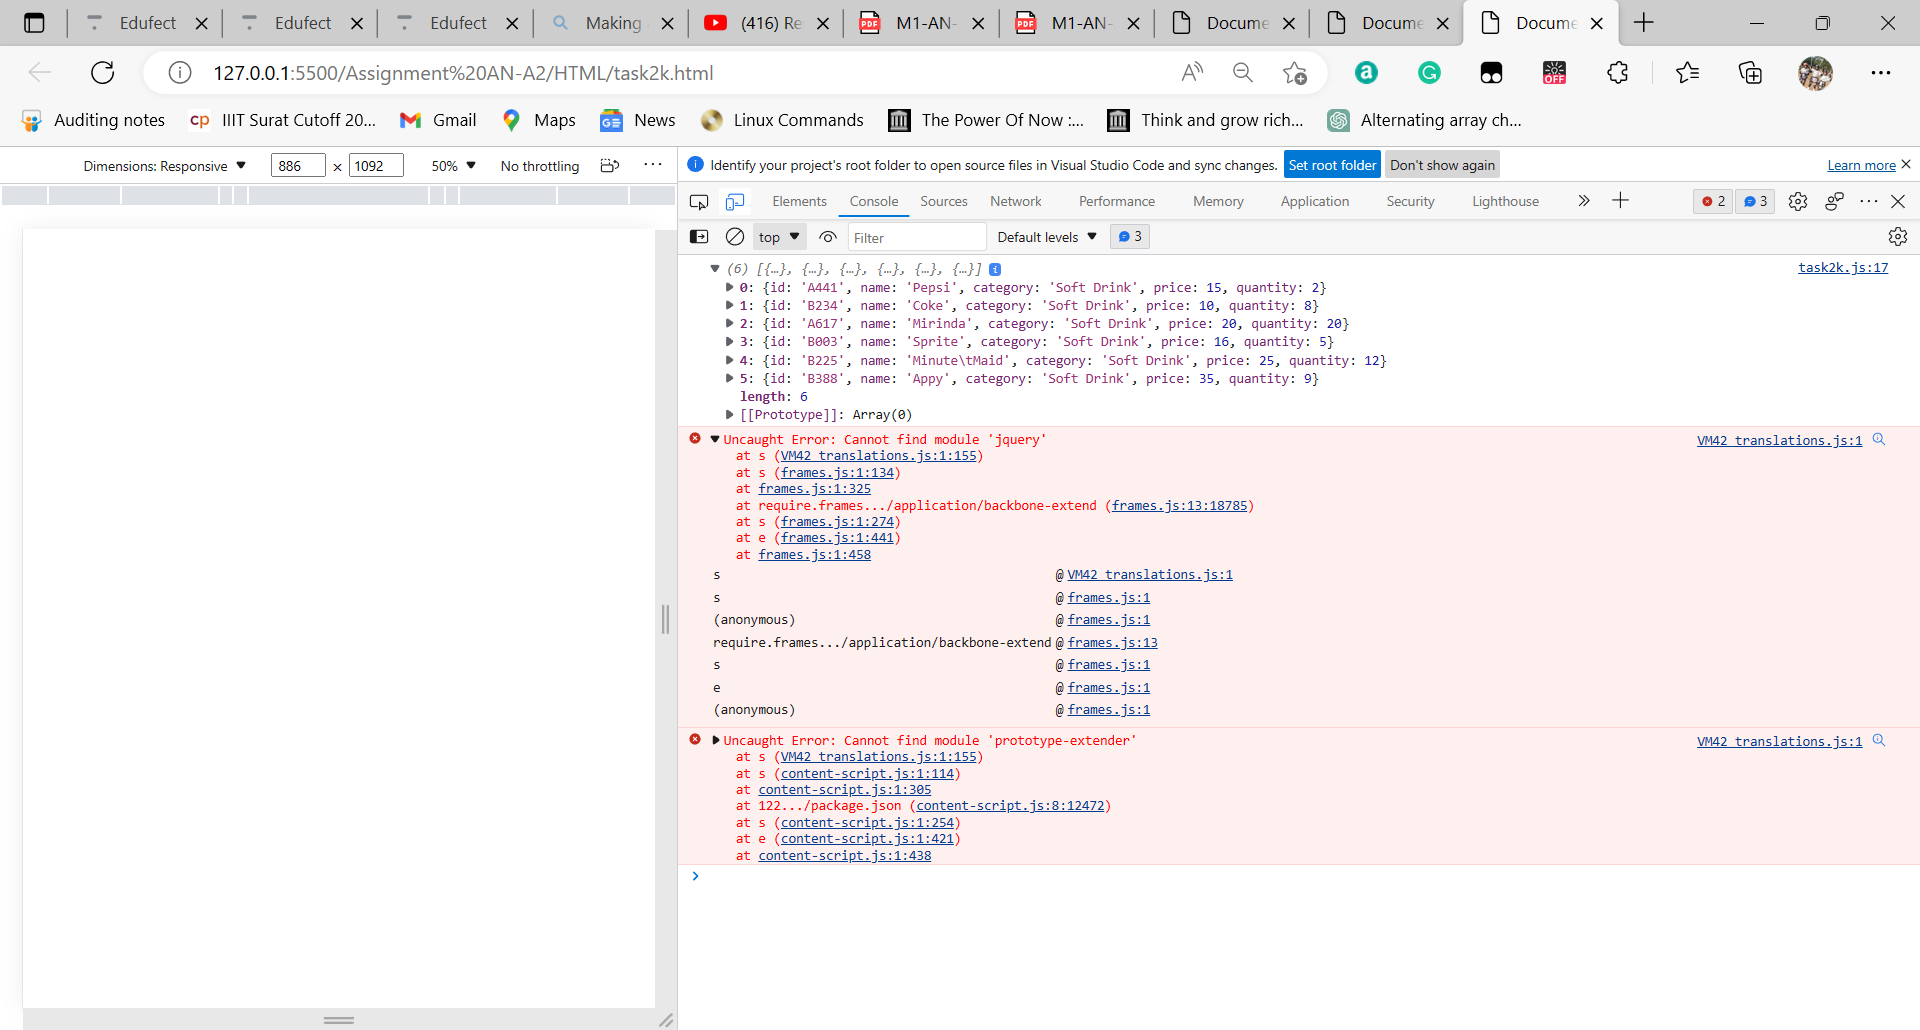 Edufect
Edufect
Edufect
Making
(416) Re
M1-AN-
M1-AN-
Docume
Docume
Docume
127.0.0.1:5500/Assignment%20AN-A2/HTML/task2k.html
Auditing notes
IIIT Surat Cutoff 20...
Gmail
Maps
News
Linux Commands
The Power Of Now :...
Think and grow rich...
Alternating array ch...
Dimensions: Responsive 886 x 1092 50% No throttling
Identify your project's root folder to open source files in Visual Studio Code and sync changes. Set root folder Don't show again Learn more
Elements Console Sources Network Performance Memory Application Security Lighthouse 2 3
top Filter Default levels 3
(6) [{…}, {…}, {…}, {…}, {…}, {…}] i task2k.js:17
0: {id: 'A441', name: 'Pepsi', category: 'Soft Drink', price: 15, quantity: 2}
1: {id: 'B234', name: 'Coke', category: 'Soft Drink', price: 10, quantity: 8}
2: {id: 'A617', name: 'Mirinda', category: 'Soft Drink', price: 20, quantity: 20}
3: {id: 'B003', name: 'Sprite', category: 'Soft Drink', price: 16, quantity: 5}
4: {id: 'B225', name: 'Minute\tMaid', category: 'Soft Drink', price: 25, quantity: 12}
5: {id: 'B388', name: 'Appy', category: 'Soft Drink', price: 35, quantity: 9}
length: 6
[[Prototype]]: Array(0)
Uncaught Error: Cannot find module 'jquery' VM42 translations.js:1
at s (VM42 translations.js:1:155)
at s (frames.js:1:134)
at frames.js:1:325
at require.frames.../application/backbone-extend (frames.js:13:18785)
at s (frames.js:1:274)
at e (frames.js:1:441)
at frames.js:1:458
s @ VM42 translations.js:1
s @ frames.js:1
(anonymous) @ frames.js:1
require.frames.../application/backbone-extend @ frames.js:13
s @ frames.js:1
e @ frames.js:1
(anonymous) @ frames.js:1
Uncaught Error: Cannot find module 'prototype-extender' VM42 translations.js:1
at s (VM42 translations.js:1:155)
at s (content-script.js:1:114)
at content-script.js:1:305
at 122.../package.json (content-script.js:8:12472)
at s (content-script.js:1:254)
at e (content-script.js:1:421)
at content-script.js:1:438